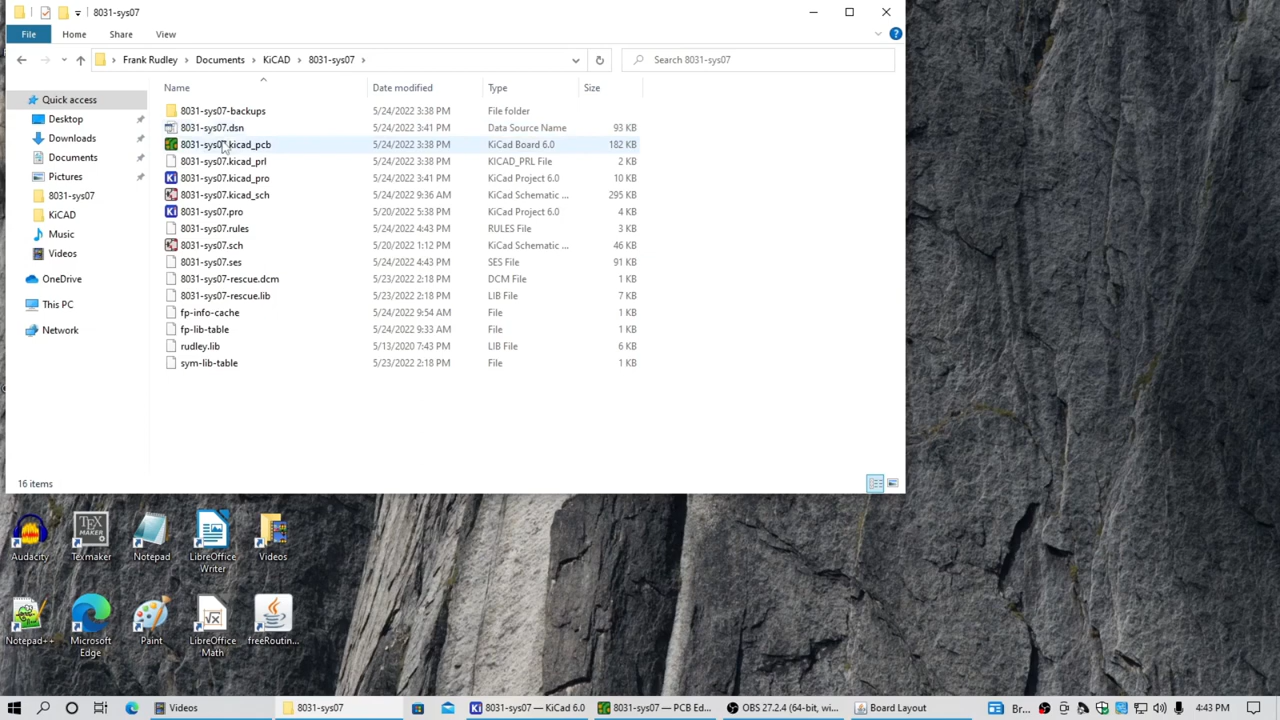 8031-sys07
File Home Share View
Frank Rudley Documents KiCAD 8031-sys07
Search 8031-sys07
Name Date modified Type Size
Quick access
Desktop
Downloads
Documents
Pictures
8031-sys07
KiCAD
Music
Videos
OneDrive
This PC
Network
8031-sys07-backups 5/24/2022 3:38 PM File folder
8031-sys07.dsn 5/24/2022 3:41 PM Data Source Name 93 KB
8031-sys07.kicad_pcb 5/24/2022 3:38 PM KiCad Board 6.0 182 KB
8031-sys07.kicad_prl 5/24/2022 3:38 PM KICAD_PRL File 2 KB
8031-sys07.kicad_pro 5/24/2022 3:41 PM KiCad Project 6.0 10 KB
8031-sys07.kicad_sch 5/24/2022 9:36 AM KiCad Schematic ... 295 KB
8031-sys07.pro 5/20/2022 5:38 PM KiCad Project 6.0 4 KB
8031-sys07.rules 5/24/2022 4:43 PM RULES File 3 KB
8031-sys07.sch 5/20/2022 1:12 PM KiCad Schematic ... 46 KB
8031-sys07.ses 5/24/2022 4:43 PM SES File 91 KB
8031-sys07-rescue.dcm 5/23/2022 2:18 PM DCM File 1 KB
8031-sys07-rescue.lib 5/23/2022 2:18 PM LIB File 7 KB
fp-info-cache 5/24/2022 9:54 AM File 1 KB
fp-lib-table 5/24/2022 9:33 AM File 1 KB
rudley.lib 5/13/2020 7:43 PM LIB File 6 KB
sym-lib-table 5/23/2022 2:18 PM File 1 KB
16 items
TEX MAKER
Audacity Texmaker Notepad LibreOffice Writer Videos
Notepad++ Microsoft Edge Paint LibreOffice Math freeRoutin...
Videos 8031-sys07 8031-sys07 — KiCad 6.0 8031-sys07 — PCB Ed... OBS 27.2.4 (64-bit, wi... Board Layout Br... 4:43 PM